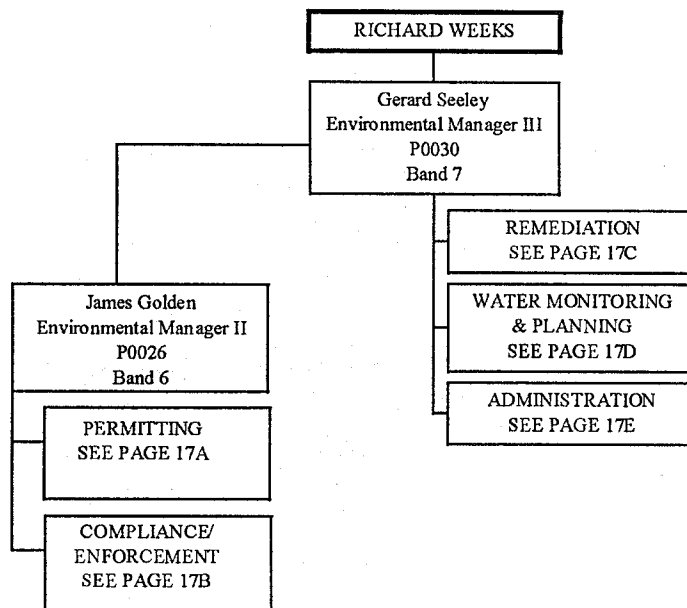 RICHARD WEEKS
Gerard Seeley
Environmental Manager III
P0030
Band 7
REMEDIATION
SEE PAGE 17C
James Golden
Environmental Manager II
P0026
Band 6
WATER MONITORING
& PLANNING
SEE PAGE 17D
ADMINISTRATION
SEE PAGE 17E
PERMITTING
SEE PAGE 17A
COMPLIANCE/
ENFORCEMENT
SEE PAGE 17B